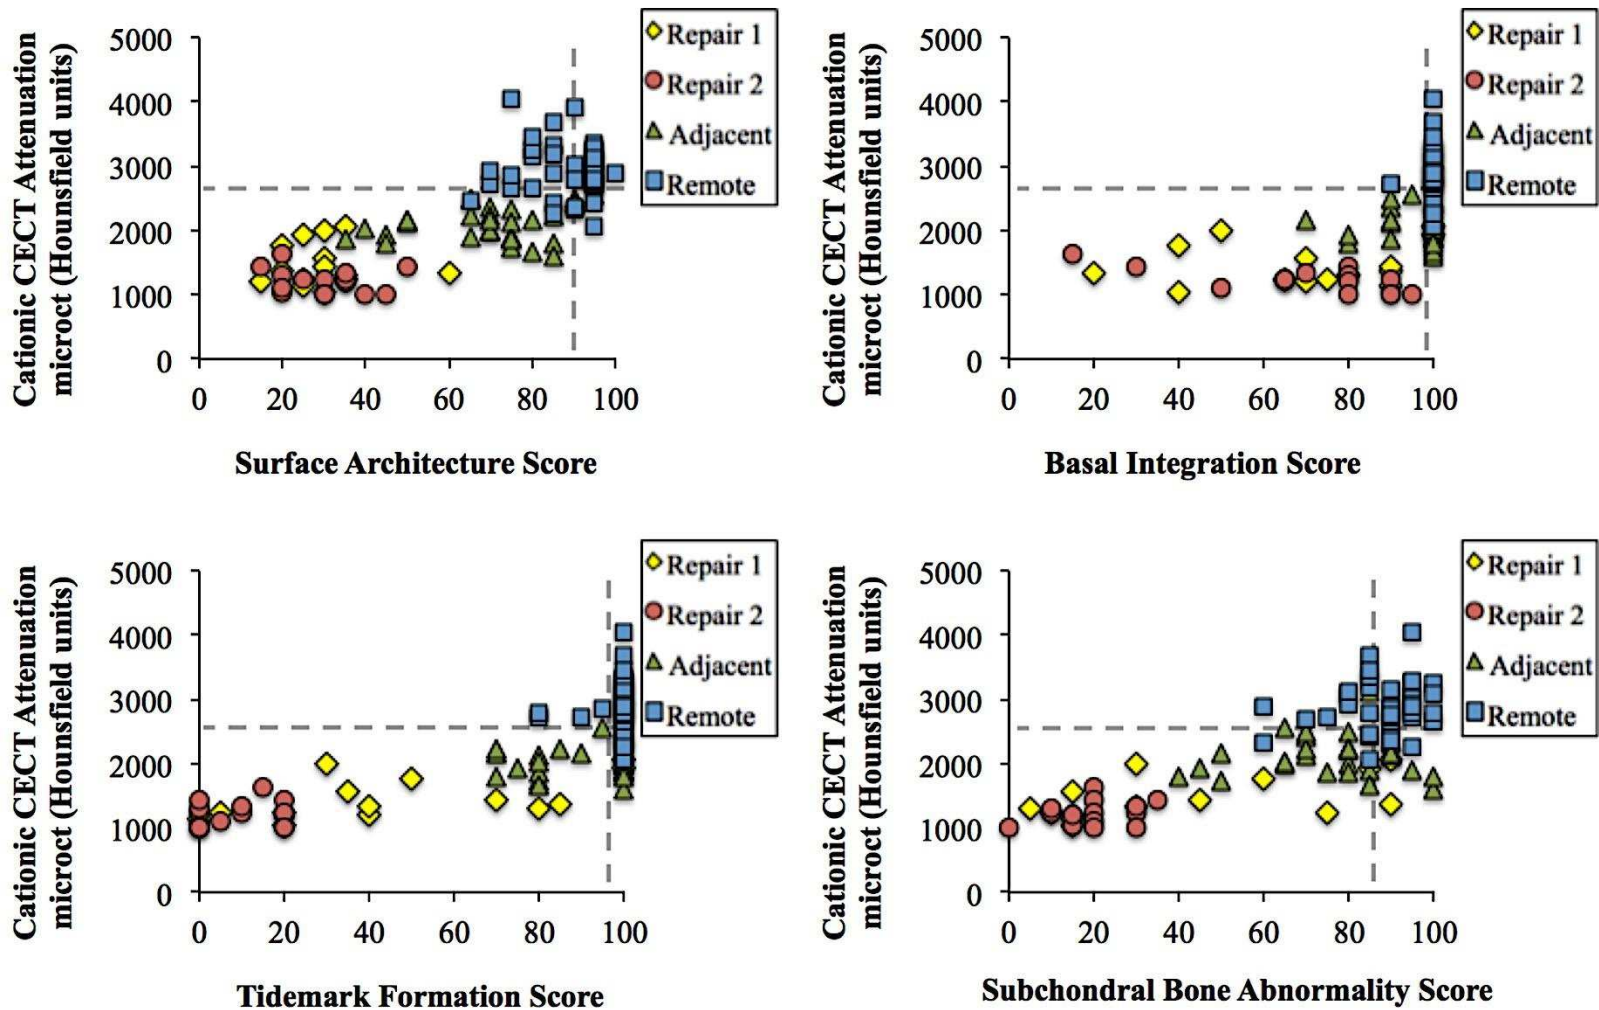 Cationic CECT Attenuation
microct (Hounsfield units)
5000
4000
3000
2000
1000
0
0 20 40 60 80 100
Surface Architecture Score
Repair 1
Repair 2
Adjacent
Remote
Cationic CECT Attenuation
microct (Hounsfield units)
5000
4000
3000
2000
1000
0
0 20 40 60 80 100
Basal Integration Score
Repair 1
Repair 2
Adjacent
Remote
Cationic CECT Attenuation
microct (Hounsfield units)
5000
4000
3000
2000
1000
0
0 20 40 60 80 100
Tidemark Formation Score
Repair 1
Repair 2
Adjacent
Remote
Cationic CECT Attenuation
microct (Hounsfield units)
5000
4000
3000
2000
1000
0
0 20 40 60 80 100
Subchondral Bone Abnormality Score
Repair 1
Repair 2
Adjacent
Remote